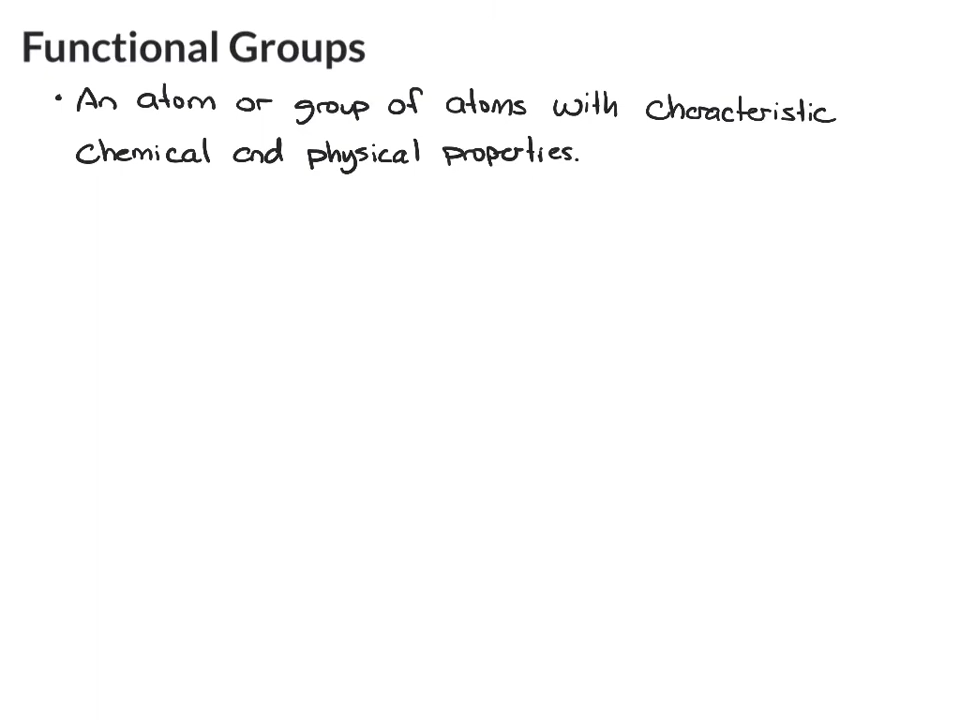 Functional Groups
• An atom or group of atoms with characteristic
chemical and physical properties.